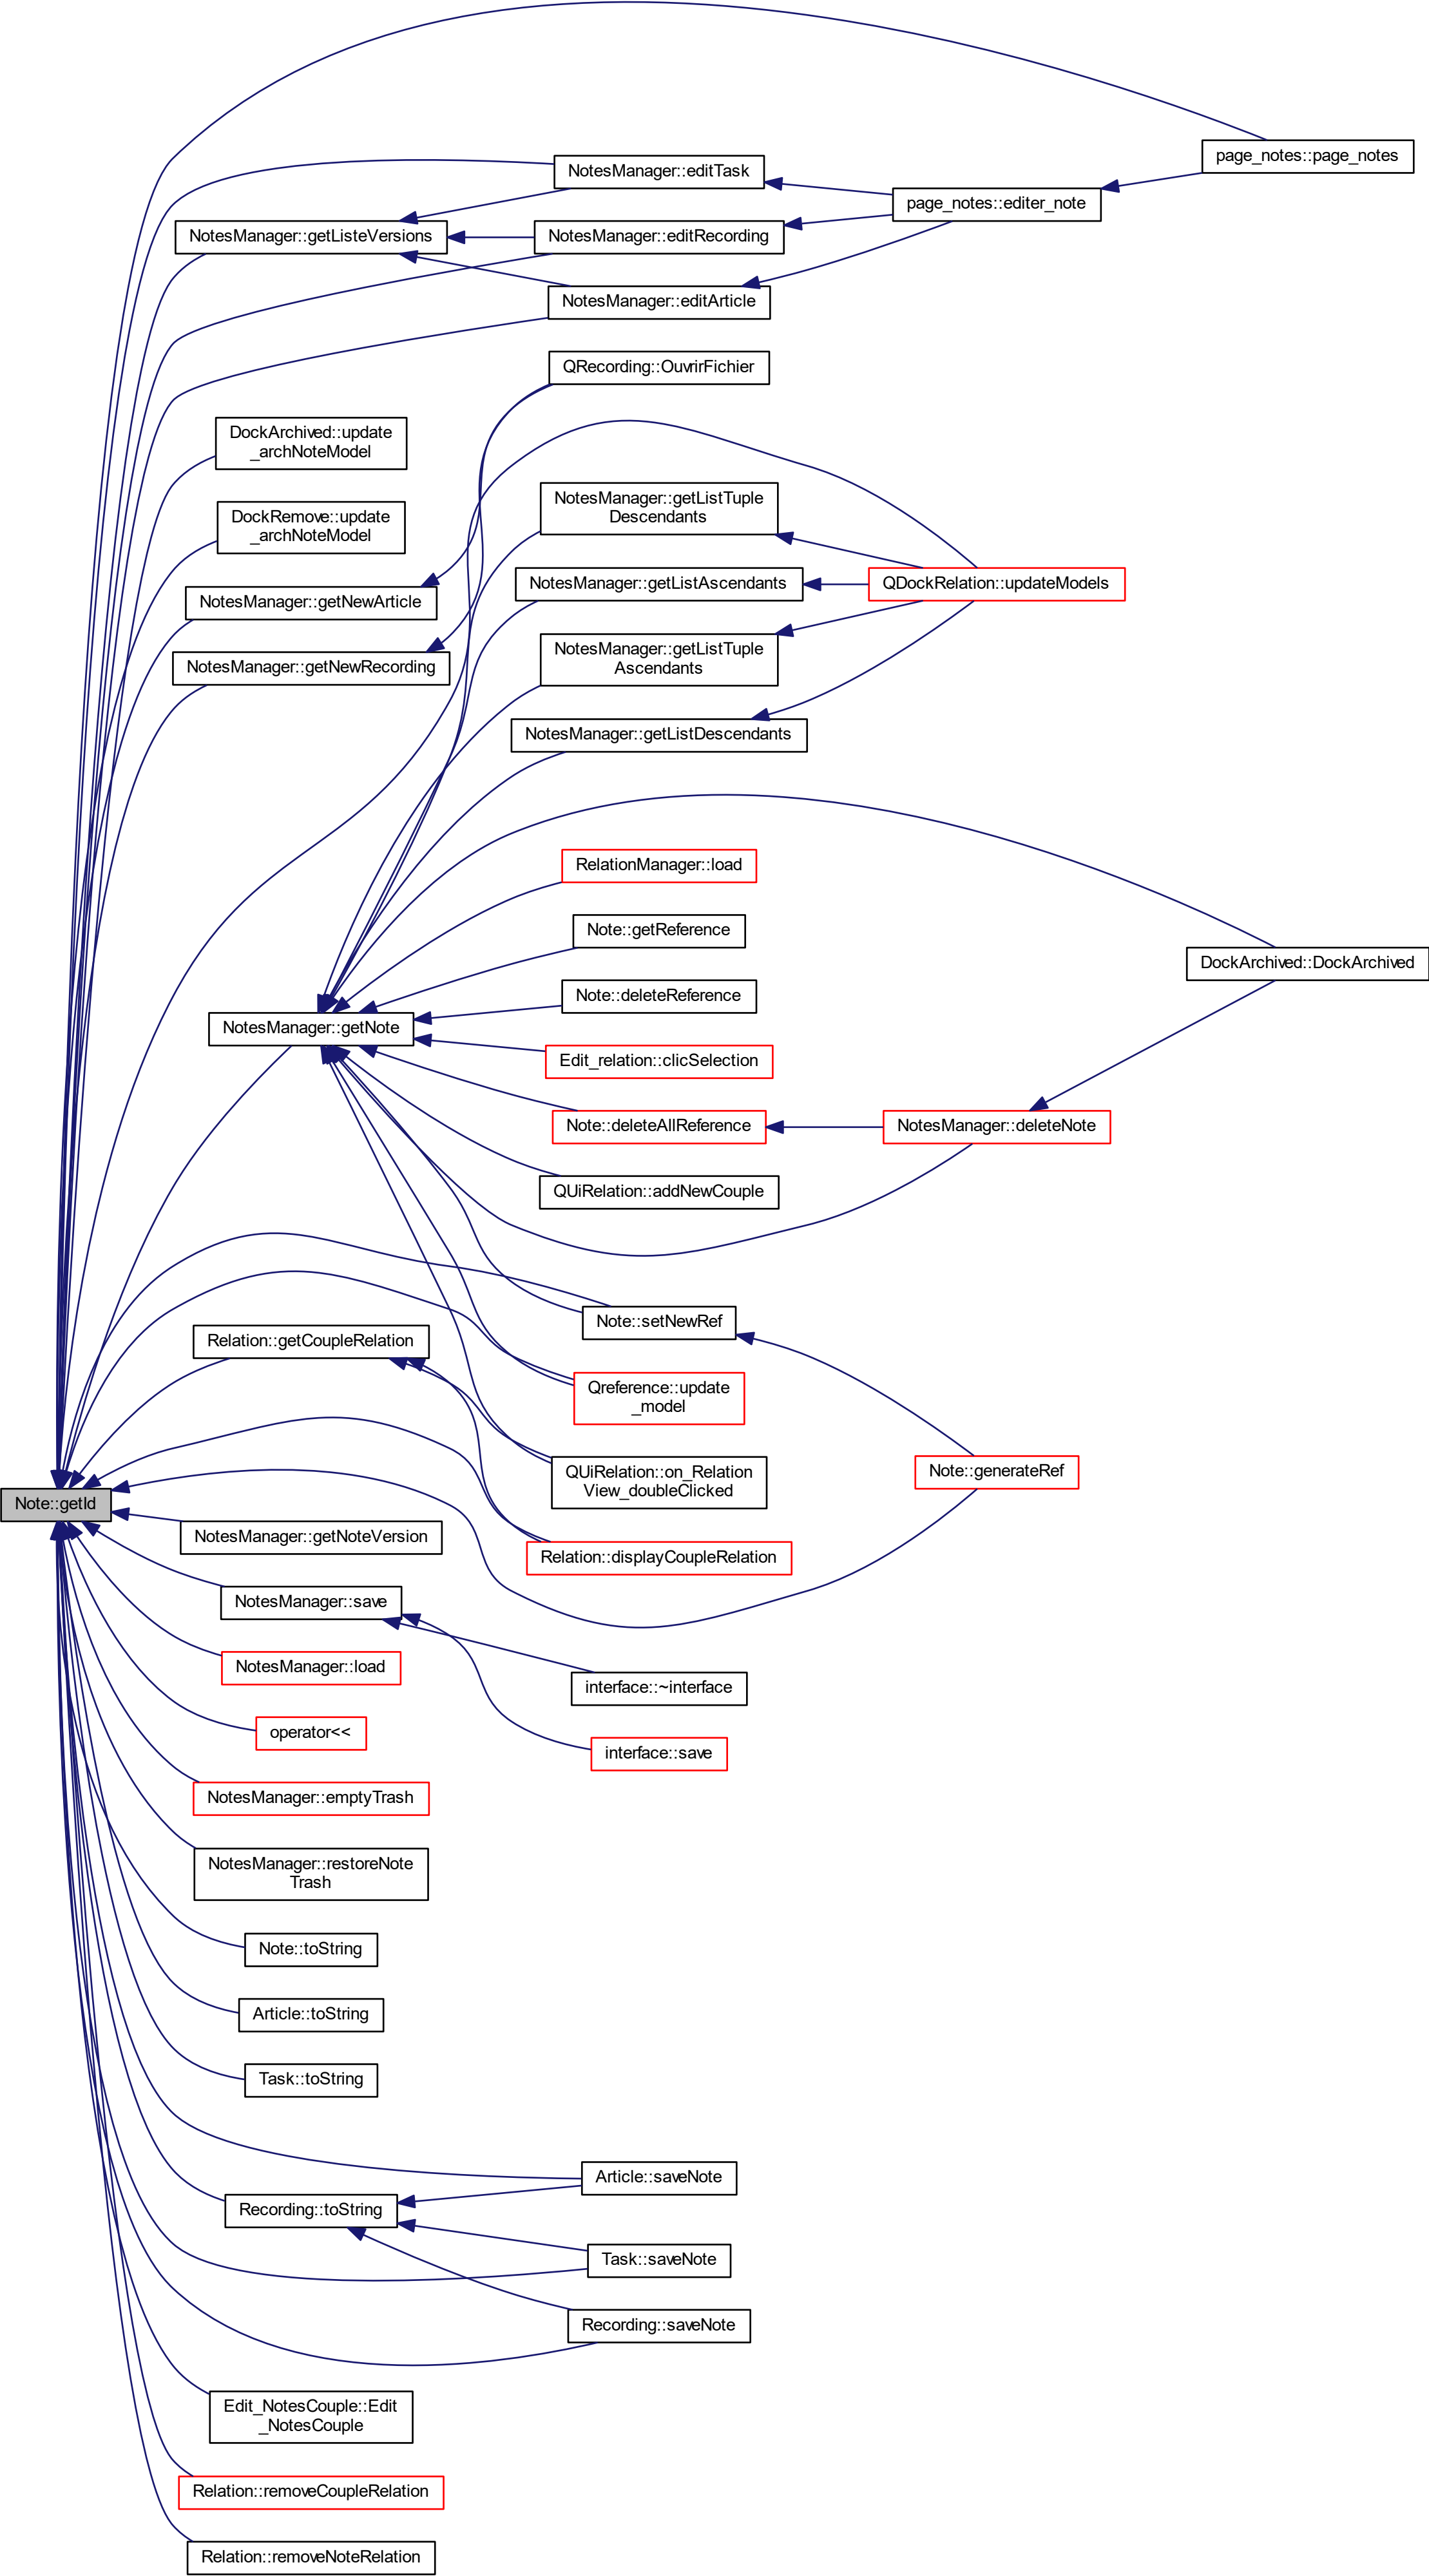 page_notes::page_notes
NotesManager::editTask
page_notes::editer_note
NotesManager::getListeVersions
NotesManager::editRecording
NotesManager::editArticle
QRecording::OuvrirFichier
DockArchived::update
_archNoteModel
NotesManager::getListTuple
Descendants
DockRemove::update
_archNoteModel
NotesManager::getListAscendants
QDockRelation::updateModels
NotesManager::getNewArticle
NotesManager::getListTuple
Ascendants
NotesManager::getNewRecording
NotesManager::getListDescendants
RelationManager::load
Note::getReference
DockArchived::DockArchived
Note::deleteReference
NotesManager::getNote
Edit_relation::clicSelection
Note::deleteAllReference
NotesManager::deleteNote
QUiRelation::addNewCouple
Note::setNewRef
Relation::getCoupleRelation
Qreference::update
_model
QUiRelation::on_Relation
View_doubleClicked
Note::generateRef
Note::getId
NotesManager::getNoteVersion
Relation::displayCoupleRelation
NotesManager::save
NotesManager::load
interface::~interface
operator<<
interface::save
NotesManager::emptyTrash
NotesManager::restoreNote
Trash
Note::toString
Article::toString
Task::toString
Article::saveNote
Recording::toString
Task::saveNote
Recording::saveNote
Edit_NotesCouple::Edit
_NotesCouple
Relation::removeCoupleRelation
Relation::removeNoteRelation